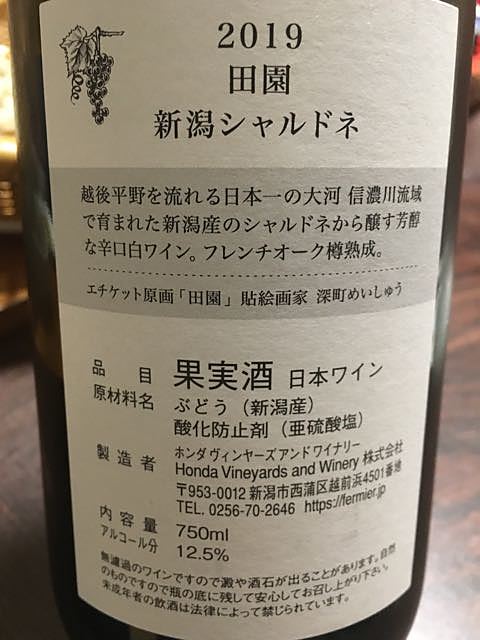 2019
田園
新潟シャルドネ
越後平野を流れる日本一の大河 信濃川流域
で育まれた新潟産のシャルドネから醸す芳醇
な辛口白ワイン。フレンチオーク樽熟成。
エチケット原画「田園」 貼絵画家 深町めいしゅう
品目 果実酒 日本ワイン
原材料名 ぶどう（新潟産）
酸化防止剤（亜硫酸塩）
製造者 ホンダ ヴィンヤーズ アンド ワイナリー
Honda Vineyards and Winery 株式会社
〒953-0012 新潟市西蒲区越前浜4501番地
TEL. 0256-70-2646 https://fermier.jp
内容量 750ml
アルコール分 12.5%
無濾過のワインですので澱や酒石が出ることがあります。自然
のものですので瓶の底に残して安心してお召し上がり下さい。
未成年者の飲酒は法律によって禁じられています。